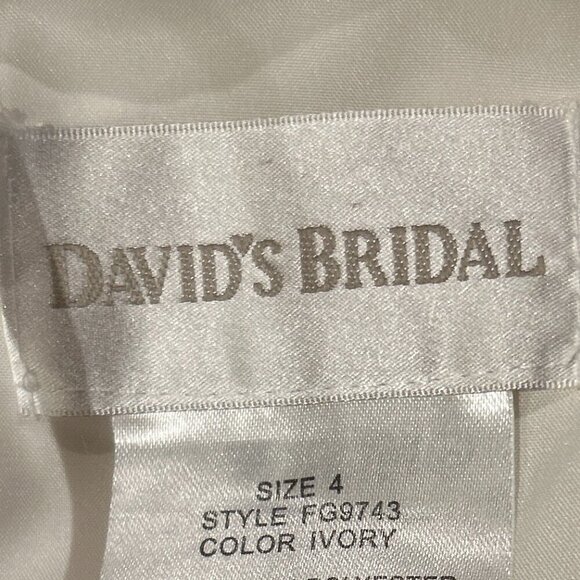 DAVID'S BRIDAL
SIZE 4
STYLE FG9743
COLOR IVORY